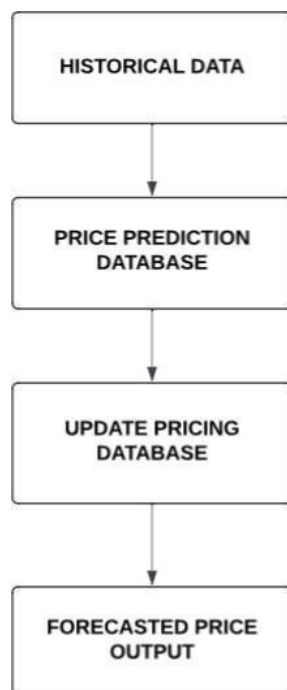 HISTORICAL DATA
PRICE PREDICTION
DATABASE
UPDATE PRICING
DATABASE
FORECASTED PRICE
OUTPUT